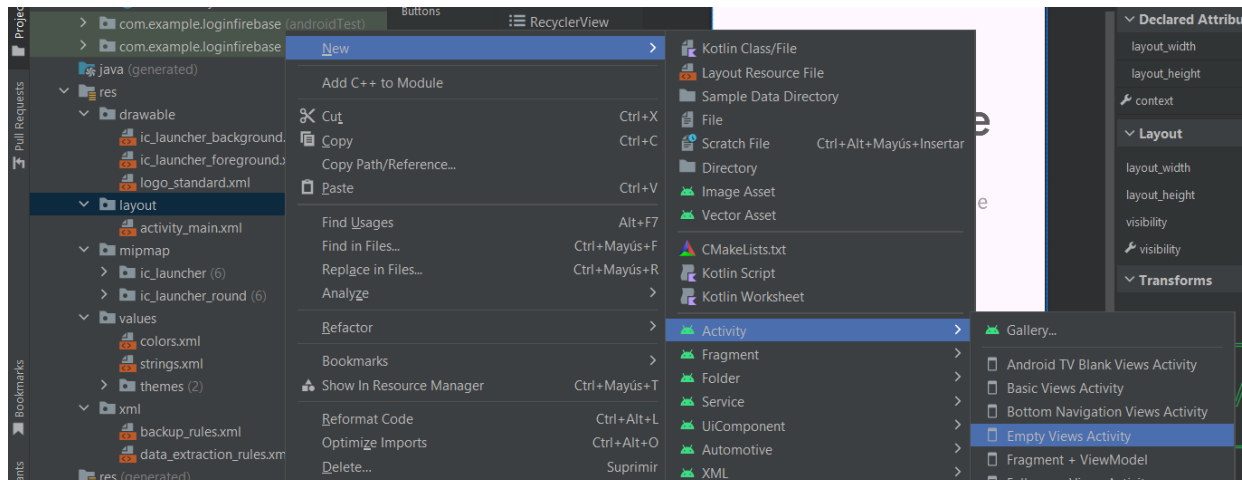 Projec
Pull Requests
Bookmarks
com.example.loginfirebase (androidTest)
com.example.loginfirebase
java (generated)
res
drawable
ic_launcher_background.
ic_launcher_foreground.x
logo_standard.xml
layout
activity_main.xml
mipmap
ic_launcher (6)
ic_launcher_round (6)
values
colors.xml
strings.xml
themes (2)
xml
backup_rules.xml
data_extraction_rules.xm
res (generated)
Buttons
RecyclerView
New
Add C++ to Module
Cut Ctrl+X
Copy Ctrl+C
Copy Path/Reference...
Paste Ctrl+V
Find Usages Alt+F7
Find in Files... Ctrl+Mayús+F
Replace in Files... Ctrl+Mayús+R
Analyze
Refactor
Bookmarks
Show In Resource Manager Ctrl+Mayús+T
Reformat Code Ctrl+Alt+L
Optimize Imports Ctrl+Alt+O
Delete... Suprimir
Kotlin Class/File
Layout Resource File
Sample Data Directory
File
Scratch File Ctrl+Alt+Mayús+Insertar
Directory
Image Asset
Vector Asset
CMakeLists.txt
Kotlin Script
Kotlin Worksheet
Activity
Fragment
Folder
Service
UiComponent
Automotive
XML
e
e
Gallery...
Android TV Blank Views Activity
Basic Views Activity
Bottom Navigation Views Activity
Empty Views Activity
Fragment + ViewModel
Declared Attribu
layout_width
layout_height
context
Layout
layout_width
layout_height
visibility
visibility
Transforms